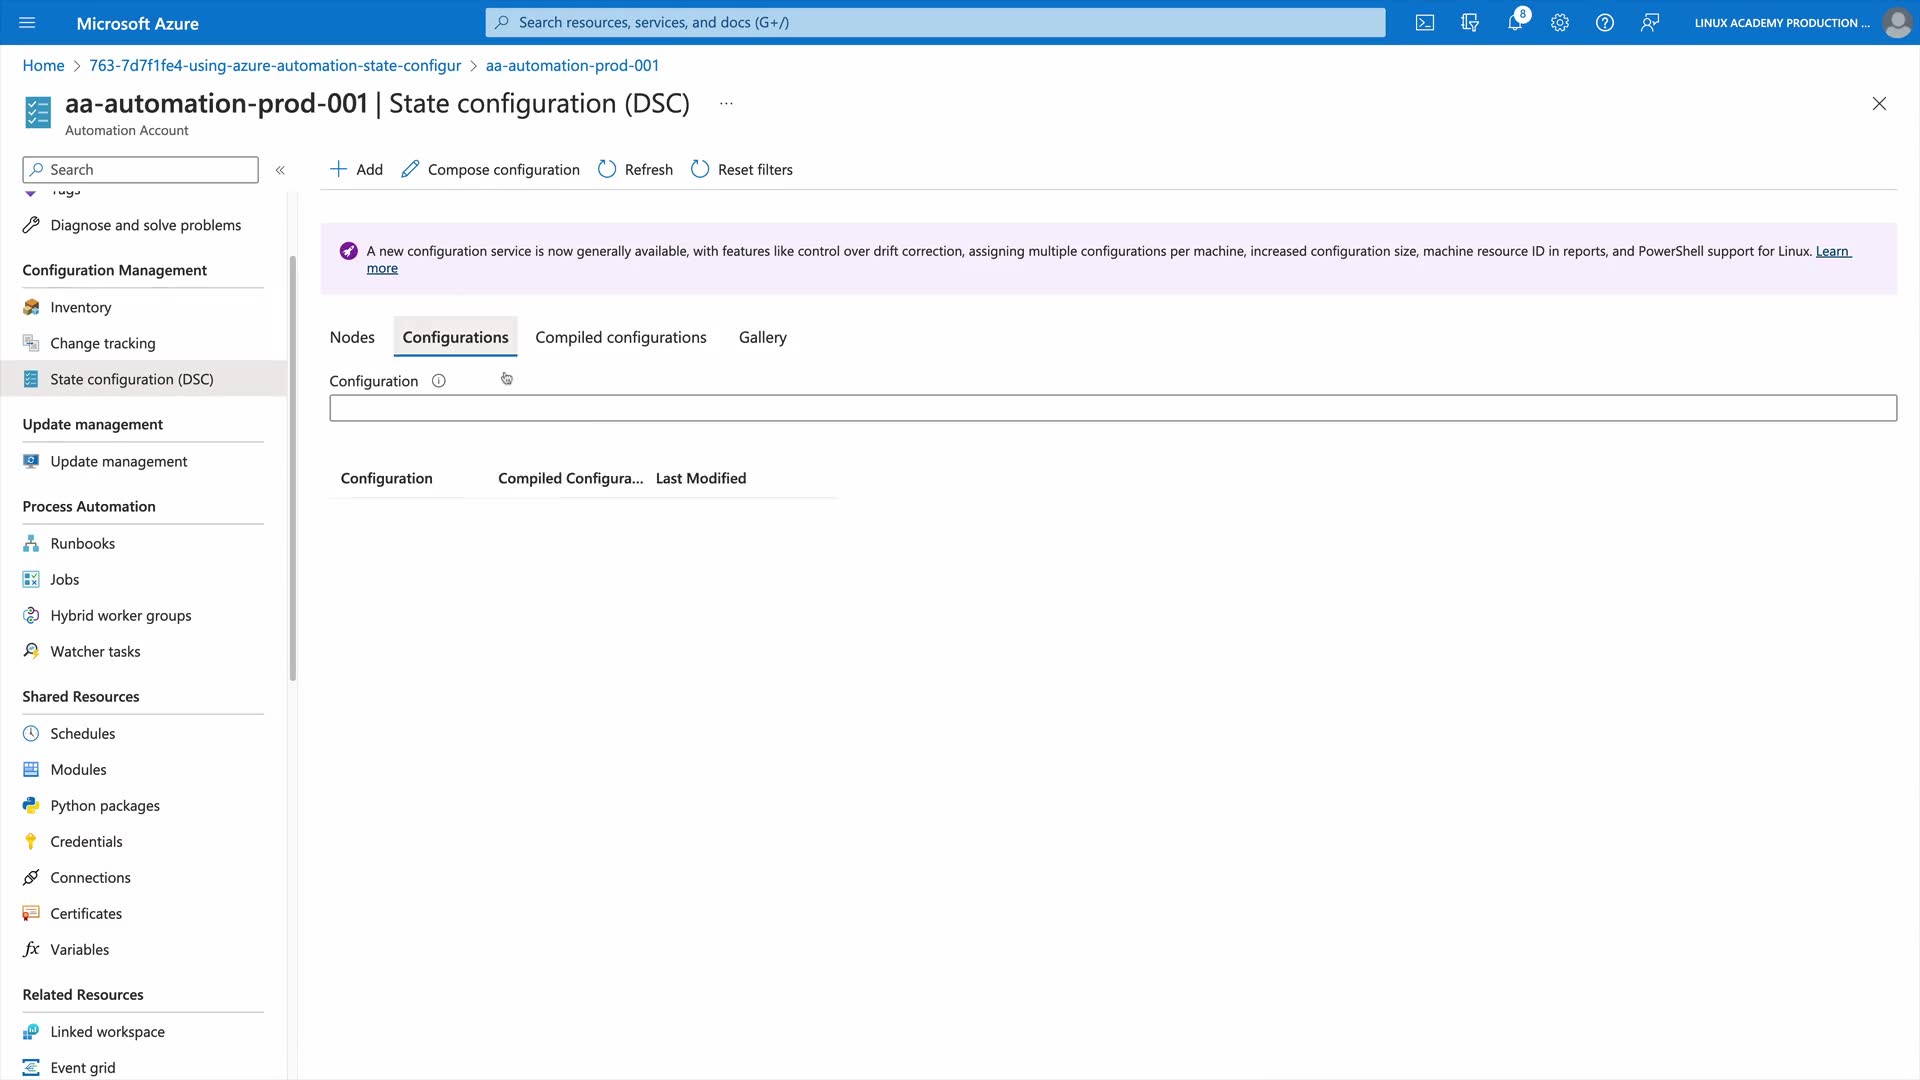 Microsoft Azure
Search resources, services, and docs (G+/)
8
LINUX ACADEMY PRODUCTION ...
Home > 763-7d7f1fe4-using-azure-automation-state-configur > aa-automation-prod-001
aa-automation-prod-001 | State configuration (DSC) ...
Automation Account
Search
«
Add
Compose configuration
Refresh
Reset filters
Tags
Diagnose and solve problems
Configuration Management
Inventory
Change tracking
State configuration (DSC)
Update management
Update management
Process Automation
Runbooks
Jobs
Hybrid worker groups
Watcher tasks
Shared Resources
Schedules
Modules
Python packages
Credentials
Connections
Certificates
Variables
Related Resources
Linked workspace
Event grid
A new configuration service is now generally available, with features like control over drift correction, assigning multiple configurations per machine, increased configuration size, machine resource ID in reports, and PowerShell support for Linux. Learn
more
Nodes
Configurations
Compiled configurations
Gallery
Configuration
Configuration
Compiled Configura...
Last Modified